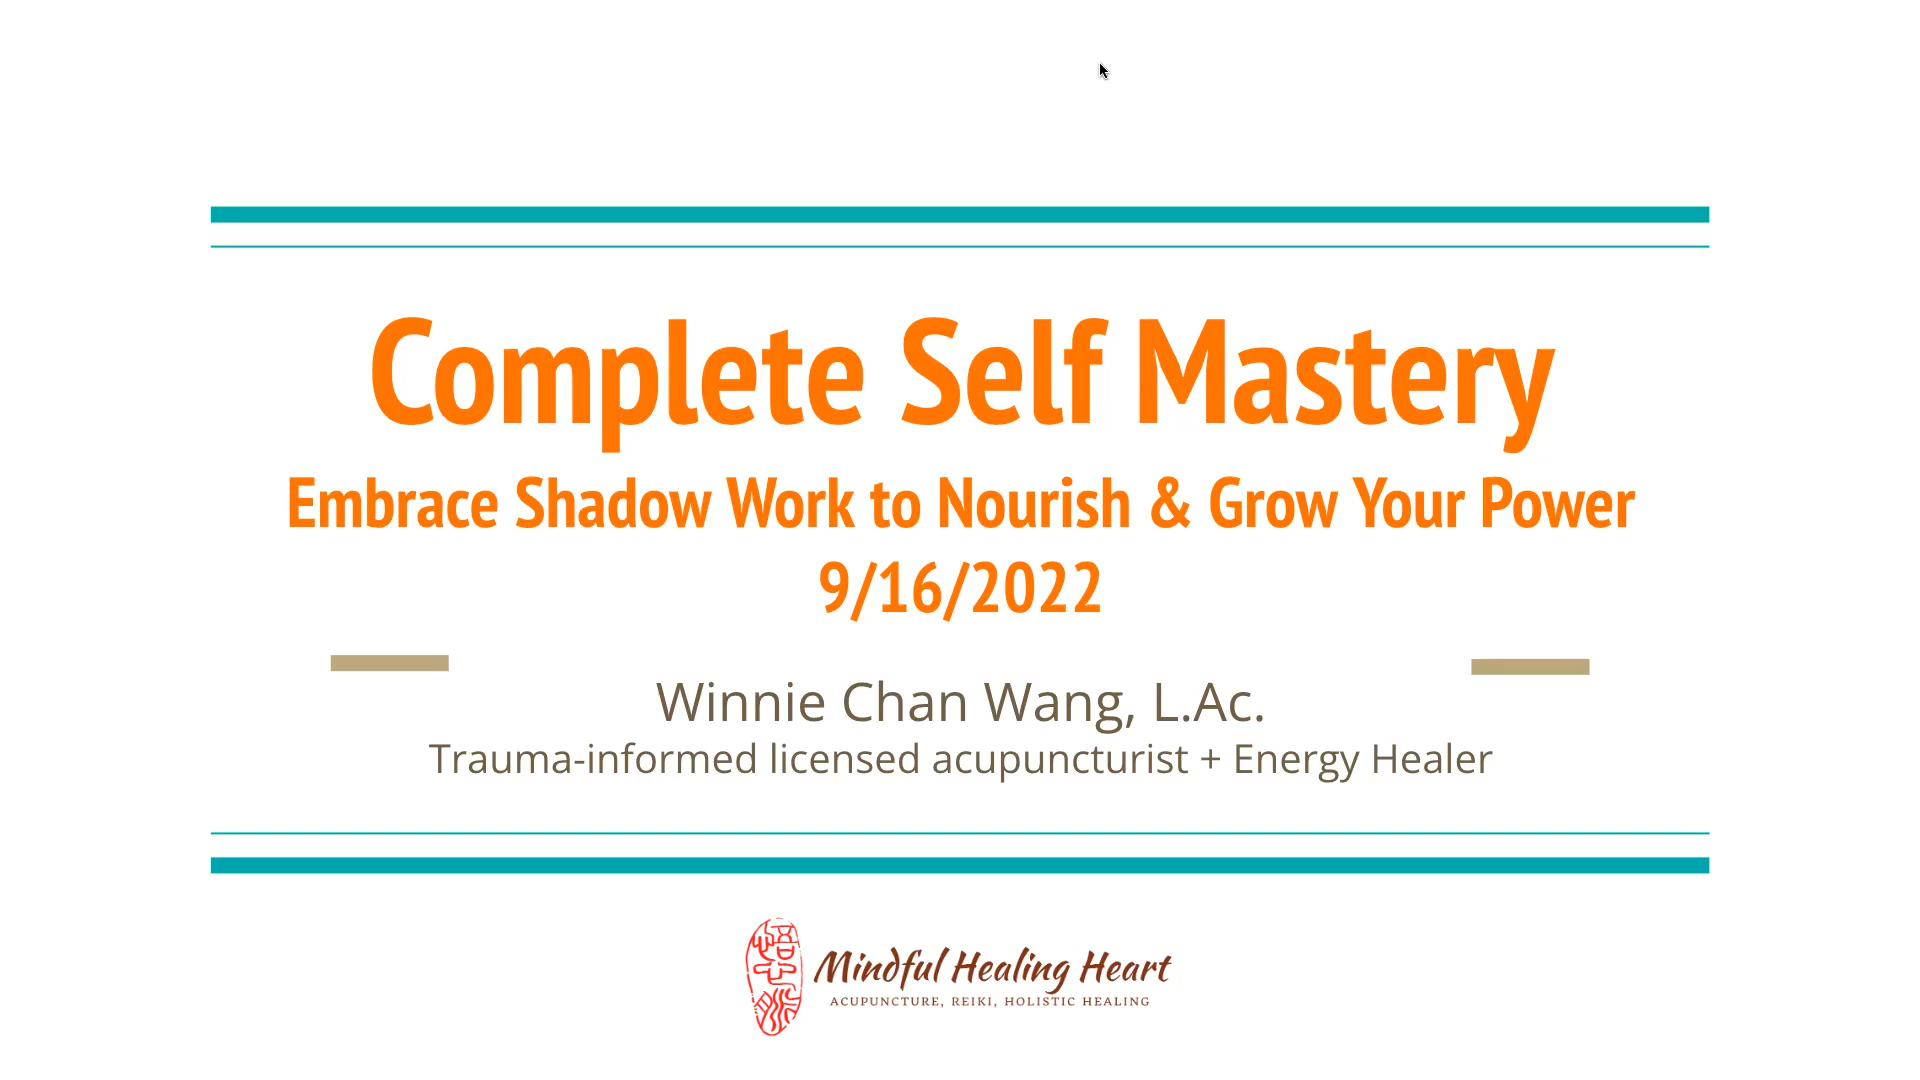 Complete Self Mastery
Embrace Shadow Work to Nourish & Grow Your Power
9/16/2022
Winnie Chan Wang, L.Ac.
Trauma-informed licensed acupuncturist + Energy Healer
Mindful Healing Heart
ACUPUNCTURE, REIKI, HOLISTIC HEALING